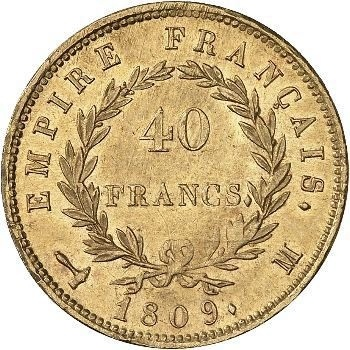 EMPIRE FRANÇAIS.
40
FRANCS.
M
1809.